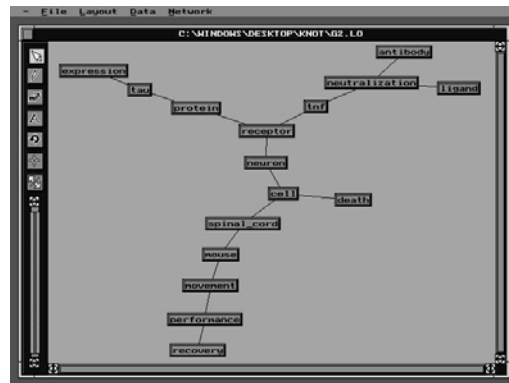 - File Layout Data Network
C:\WINDOWS\DESKTOP\KNOT\G2.LO
antibody
expression
neutralization
tau
ligand
protein
tnf
receptor
neuron
cell
death
spinal_cord
mouse
movement
performance
recovery